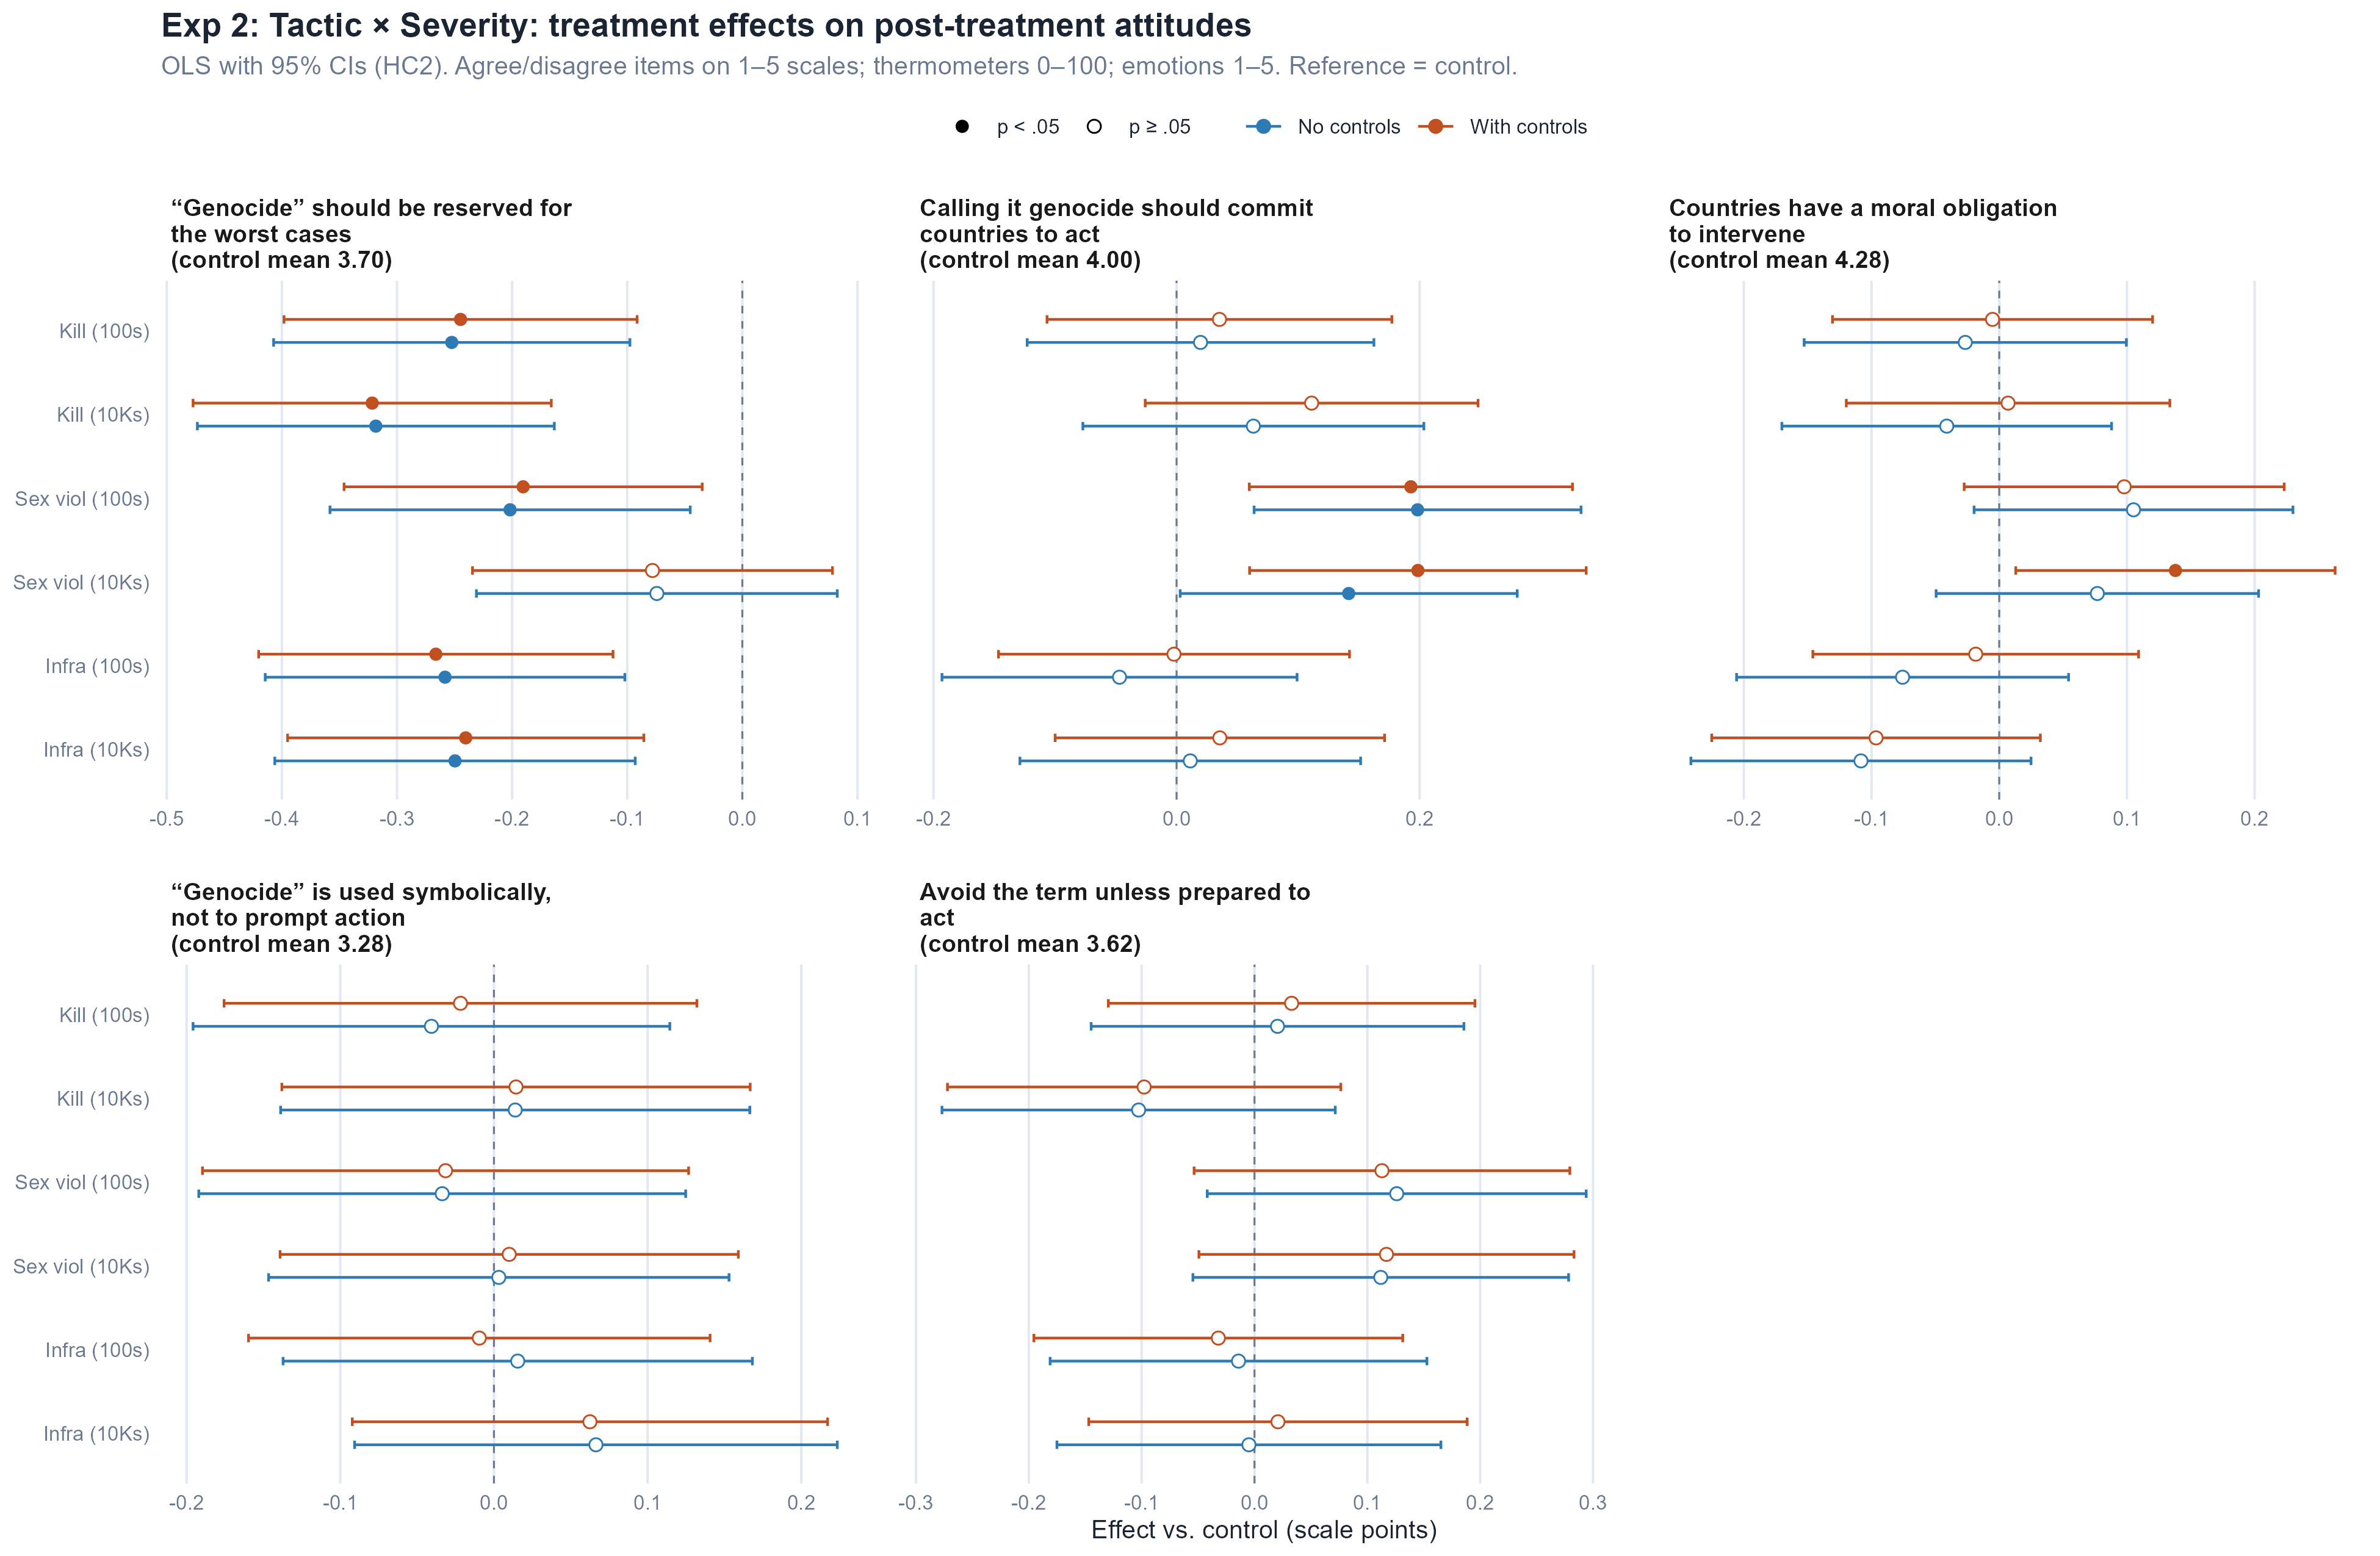 Exp 2: Tactic × Severity: treatment effects on post-treatment attitudes
OLS with 95% CIs (HC2). Agree/disagree items on 1–5 scales; thermometers 0–100; emotions 1–5. Reference = control.
p < .05 p ≥ .05 No controls With controls
“Genocide” should be reserved for
the worst cases
(control mean 3.70)
Calling it genocide should commit
countries to act
(control mean 4.00)
Countries have a moral obligation
to intervene
(control mean 4.28)
Kill (100s)
Kill (10Ks)
Sex viol (100s)
Sex viol (10Ks)
Infra (100s)
Infra (10Ks)
-0.5 -0.4 -0.3 -0.2 -0.1 0.0 0.1
-0.2 0.0 0.2
-0.2 -0.1 0.0 0.1 0.2
“Genocide” is used symbolically,
not to prompt action
(control mean 3.28)
Avoid the term unless prepared to
act
(control mean 3.62)
Kill (100s)
Kill (10Ks)
Sex viol (100s)
Sex viol (10Ks)
Infra (100s)
Infra (10Ks)
-0.2 -0.1 0.0 0.1 0.2
-0.3 -0.2 -0.1 0.0 0.1 0.2 0.3
Effect vs. control (scale points)